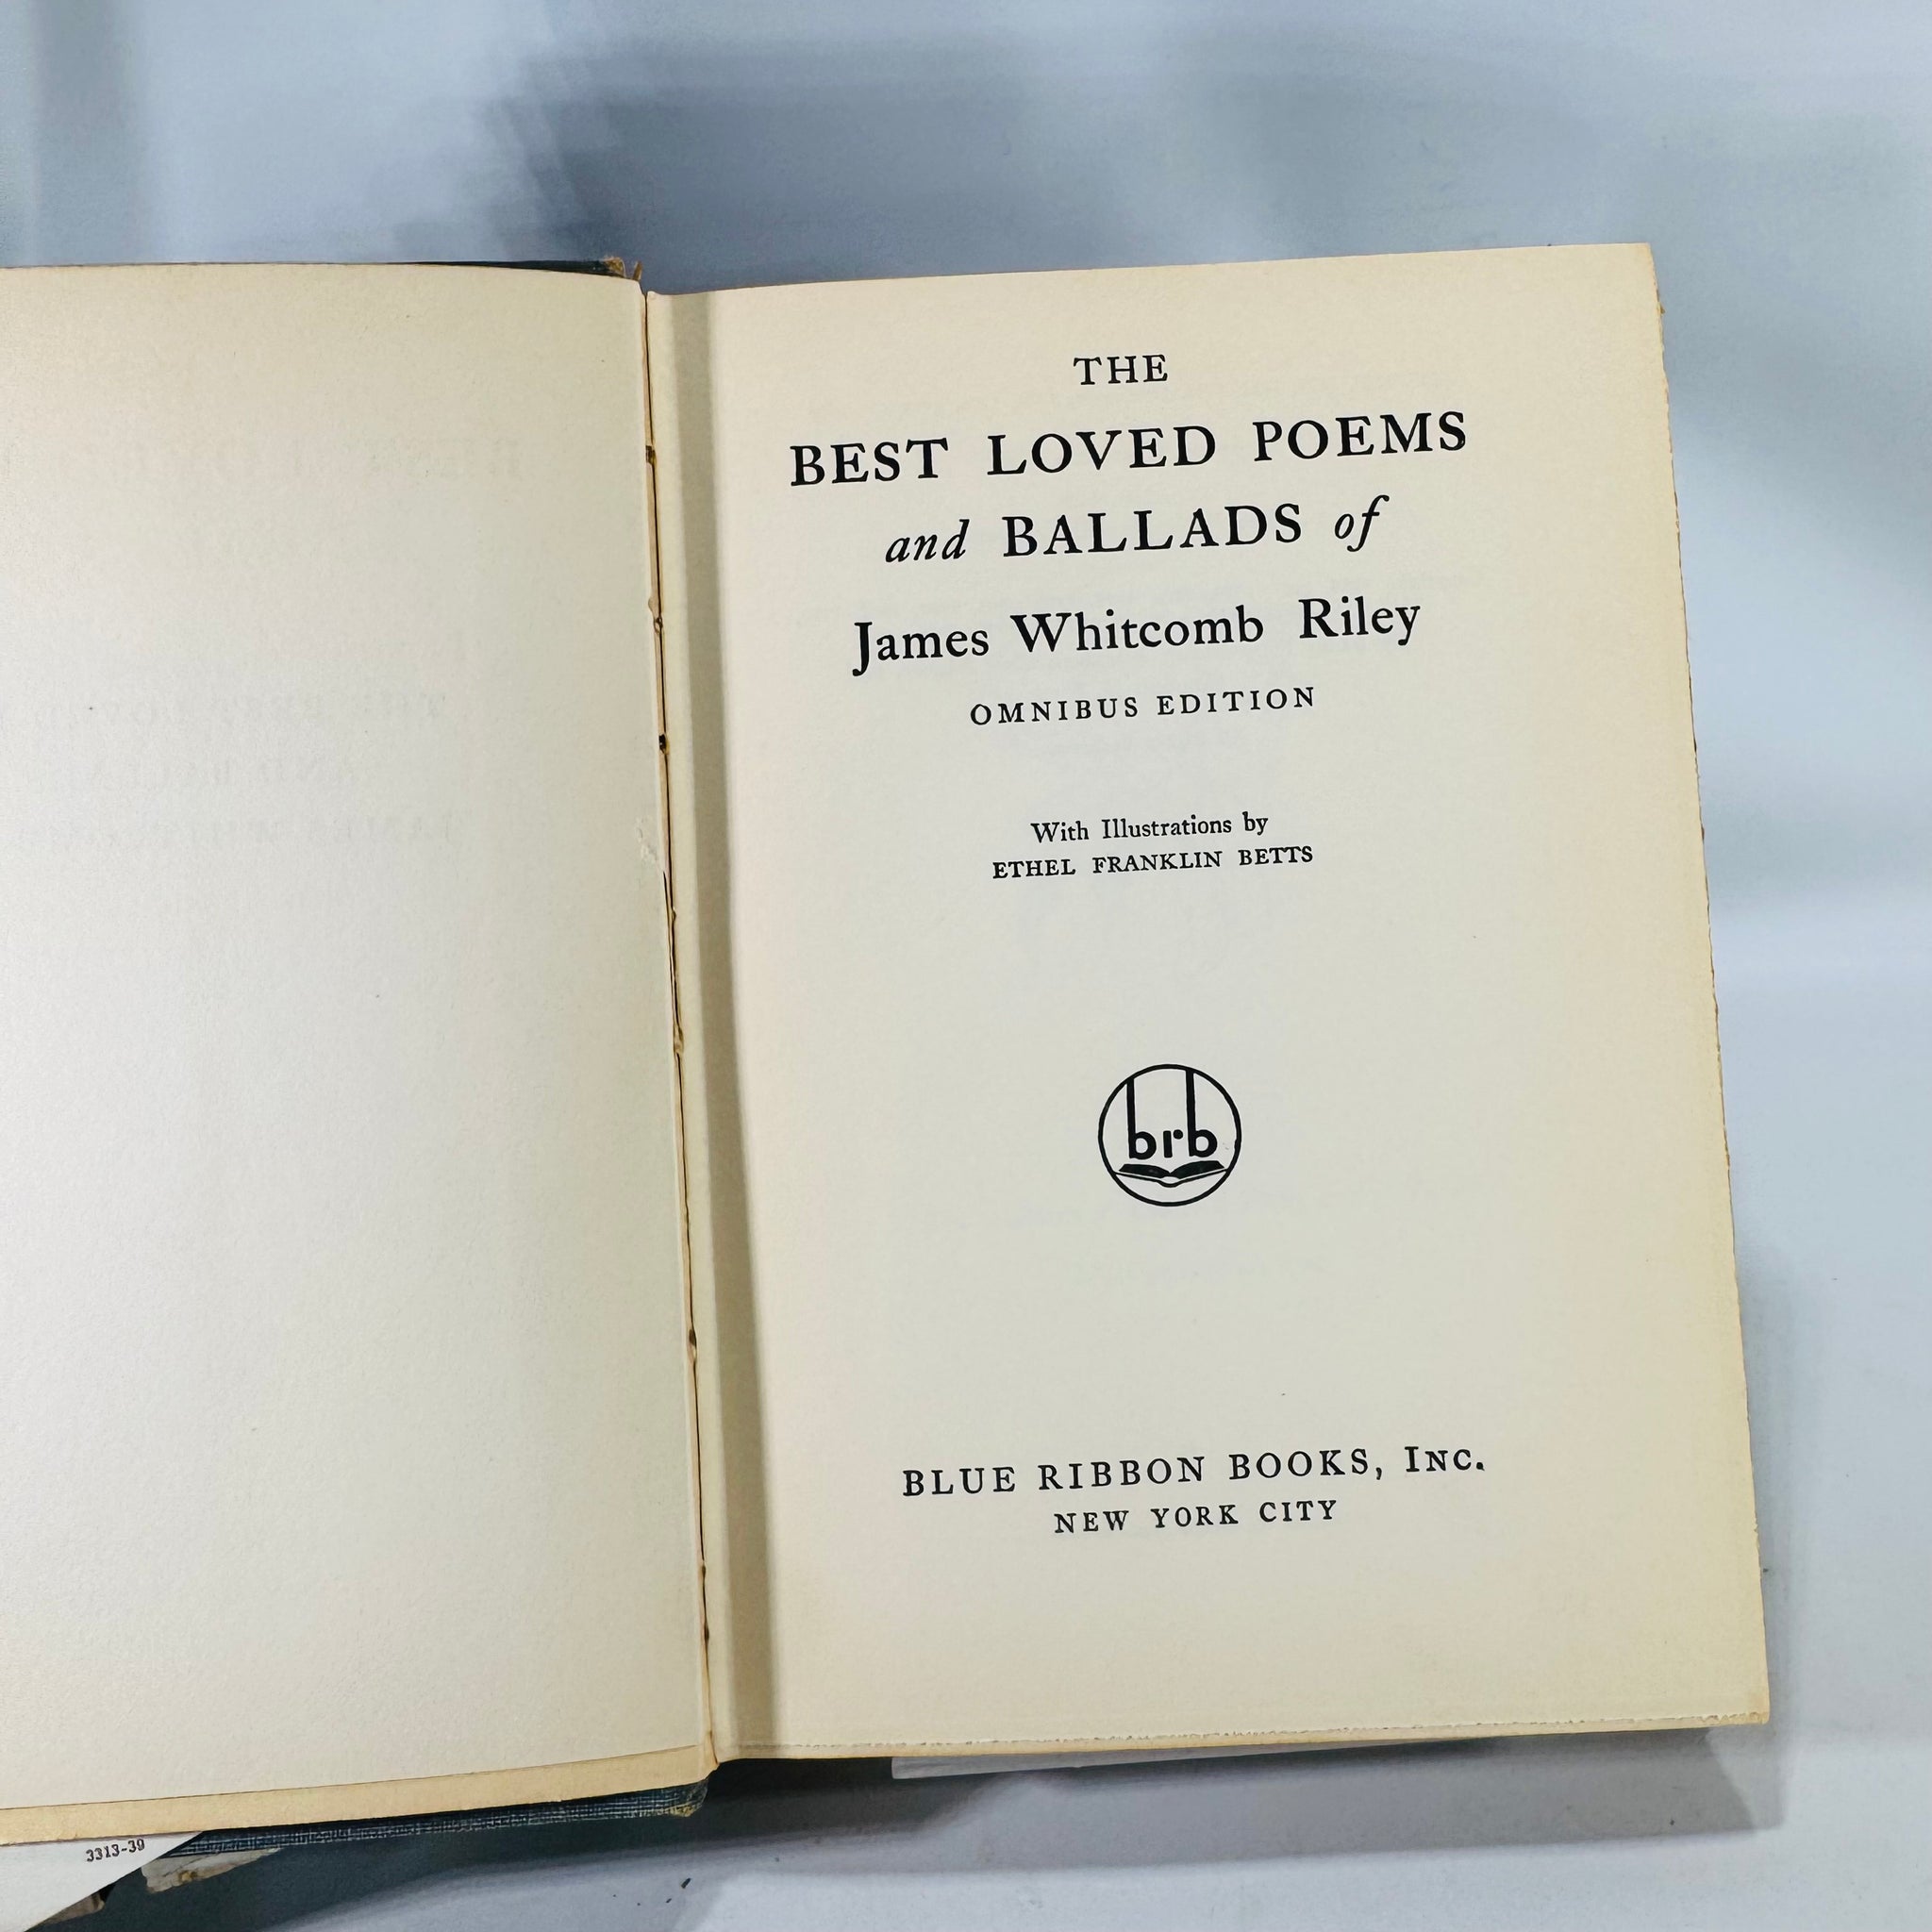 THE
BEST LOVED POEMS
and BALLADS of
James Whitcomb Riley
OMNIBUS EDITION
With Illustrations by
ETHEL FRANKLIN BETTS
brb
BLUE RIBBON BOOKS, INC.
NEW YORK CITY
3313-39